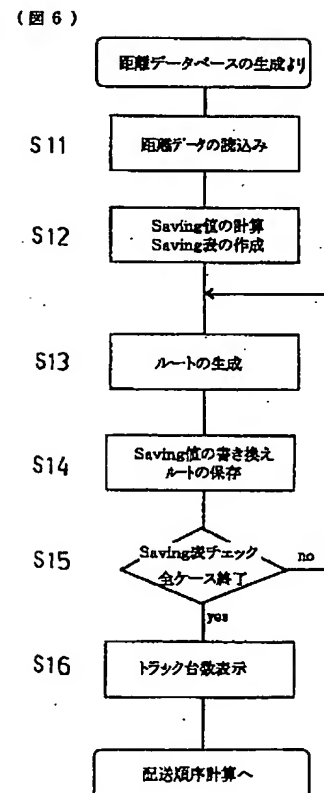 (図6)
距離データベースの生成より
S11
距離データの読込み
S12
Saving値の計算
Saving表の作成
S13
ルートの生成
S14
Saving値の書き換え
ルートの保存
S15
Saving表チェック
全ケース終了
no
yes
S16
トラック台数表示
配送順序計算へ